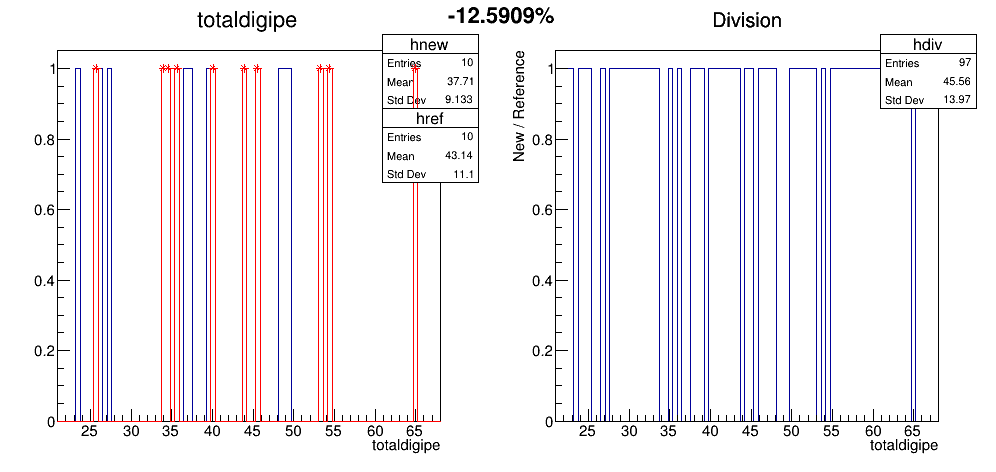 -12.5909%
totaldigipe
hnew
Entries 10
Mean 37.71
Std Dev 9.133
href
Entries 10
Mean 43.14
Std Dev 11.1
1
0.8
0.6
0.4
0.2
0
25 30 35 40 45 50 55 60 65
totaldigipe
Division
hdiv
Entries 97
Mean 45.56
Std Dev 13.97
New / Reference
1
0.8
0.6
0.4
0.2
0
25 30 35 40 45 50 55 60 65
totaldigipe